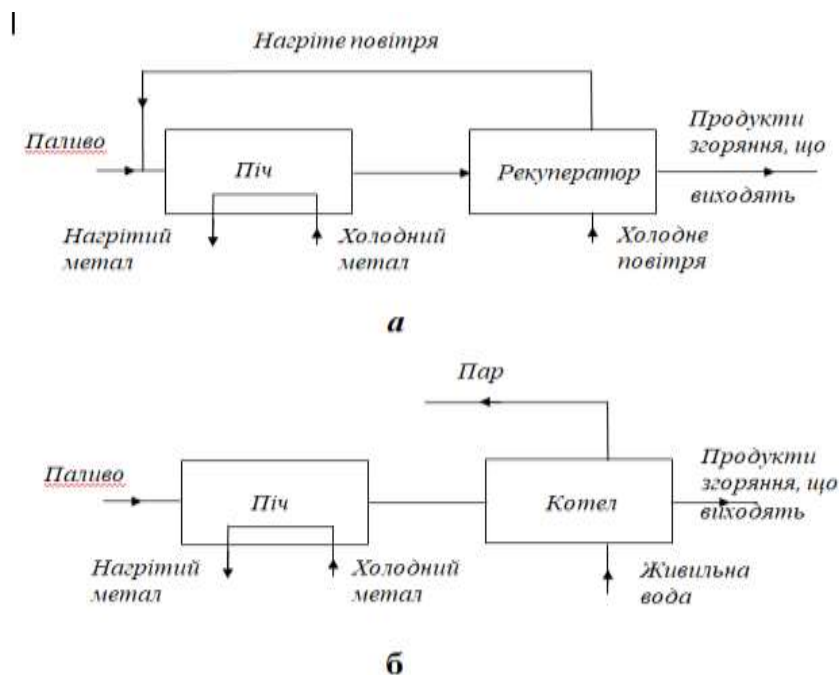 Нагріте повітря
Паливо
Піч
Рекуператор
Продукти
згоряння, що
виходять
Нагрітий
метал
Холодний
метал
Холодне
повітря
а
Пар
Паливо
Піч
Котел
Продукти
згоряння, що
виходять
Нагрітий
метал
Холодний
метал
Живильна
вода
б